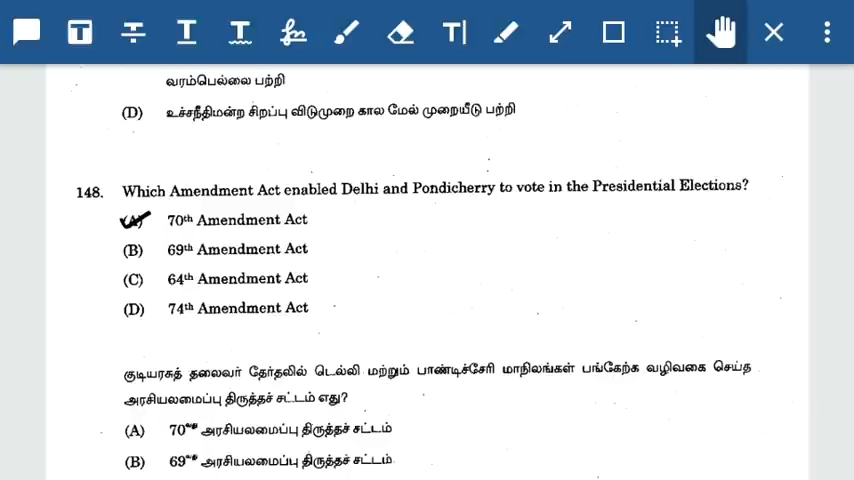 வரம்பெல்லை பற்றி
(D) உச்சநீதிமன்ற சிறப்பு விடுமுறை கால மேல் முறையீடு பற்றி
148. Which Amendment Act enabled Delhi and Pondicherry to vote in the Presidential Elections?
(A) 70th Amendment Act
(B) 69th Amendment Act
(C) 64th Amendment Act
(D) 74th Amendment Act
குடியரசுத் தலைவர் தேர்தலில் டெல்லி மற்றும் பாண்டிச்சேரி மாநிலங்கள் பங்கேற்க வழிவகை செய்த
அரசியலமைப்பு திருத்தச் சட்டம் எது?
(A) 70வது அரசியலமைப்பு திருத்தச் சட்டம்
(B) 69வது அரசியலமைப்பு திருத்தச் சட்டம்